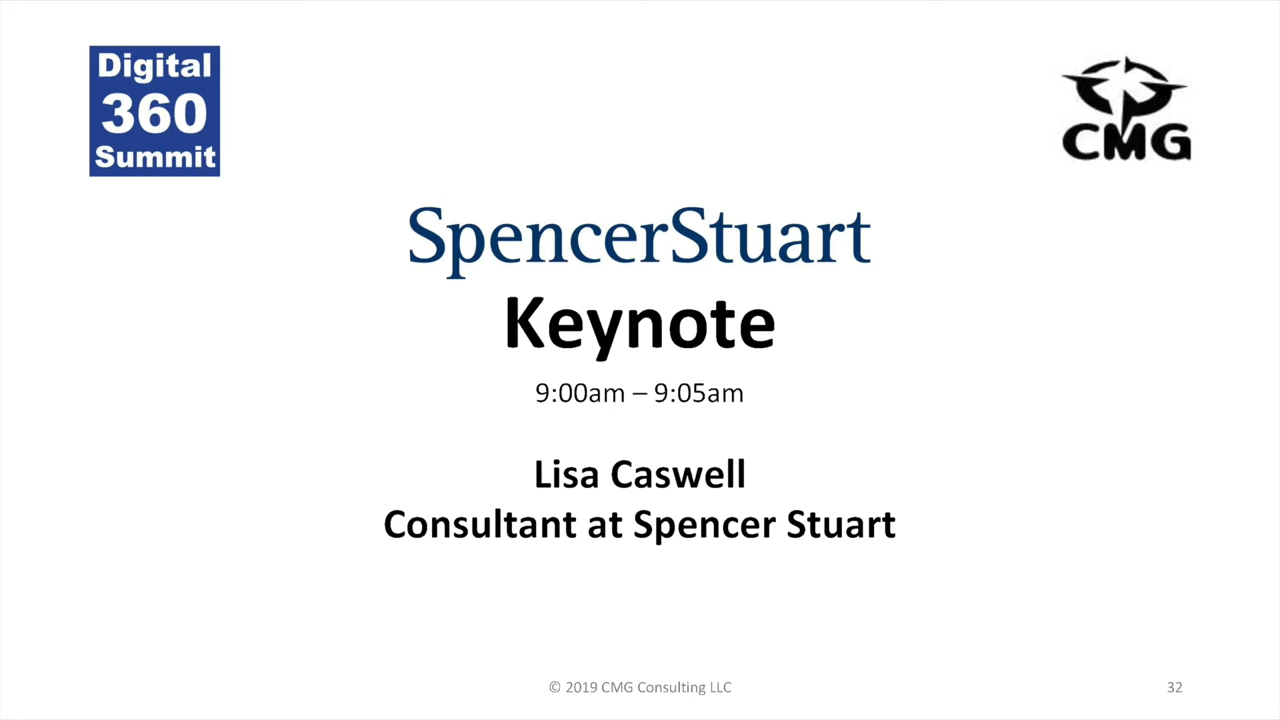 Digital
360
Summit
CMG
SpencerStuart
Keynote
9:00am – 9:05am
Lisa Caswell
Consultant at Spencer Stuart
© 2019 CMG Consulting LLC
32